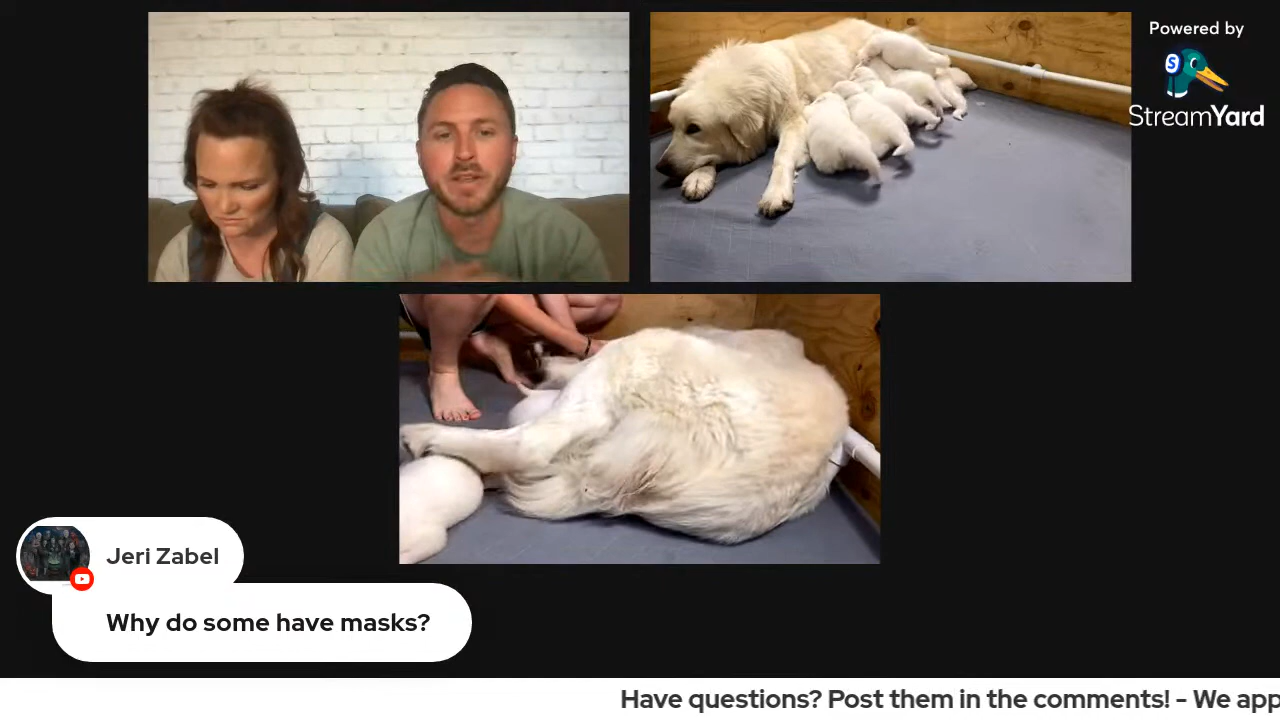 Powered by
StreamYard
Jeri Zabel
Why do some have masks?
Have questions? Post them in the comments! - We app